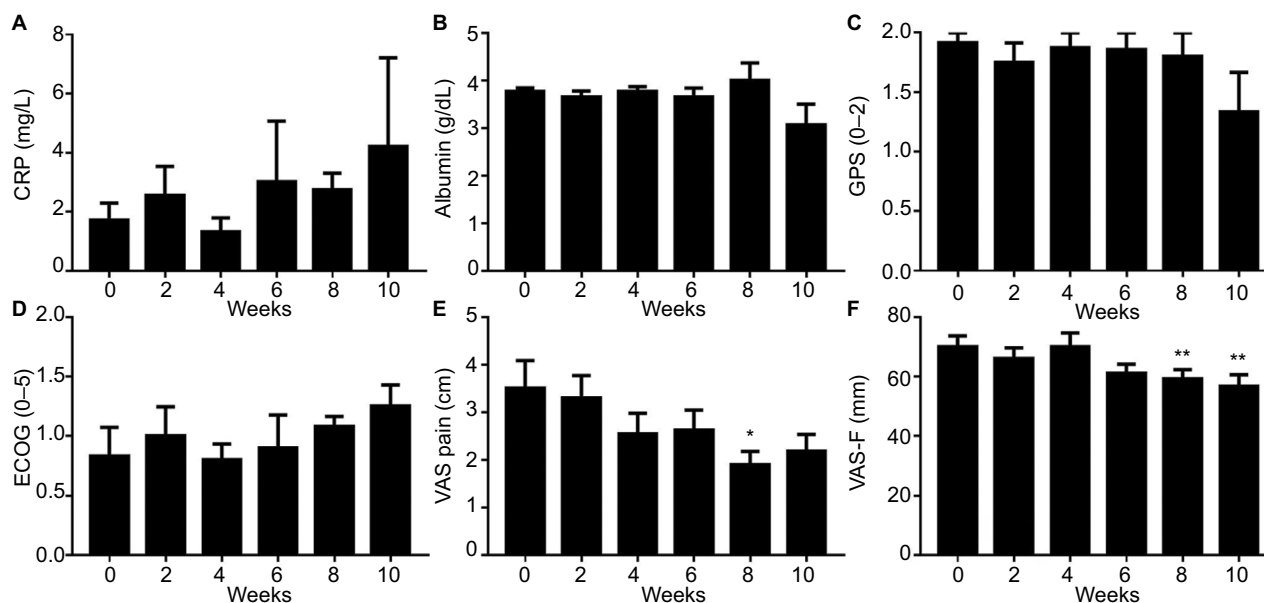 A
CRP (mg/L)
8
6
4
2
0
0 2 4 6 8 10
Weeks
B
Albumin (g/dL)
5
4
3
2
1
0
0 2 4 6 8 10
Weeks
C
GPS (0–2)
2.0
1.5
1.0
0.5
0.0
0 2 4 6 8 10
Weeks
D
ECOG (0–5)
2.0
1.5
1.0
0.5
0.0
0 2 4 6 8 10
Weeks
E
VAS pain (cm)
5
4
3
2
1
0
*
0 2 4 6 8 10
Weeks
F
VAS-F (mm)
80
60
40
20
0
** **
0 2 4 6 8 10
Weeks